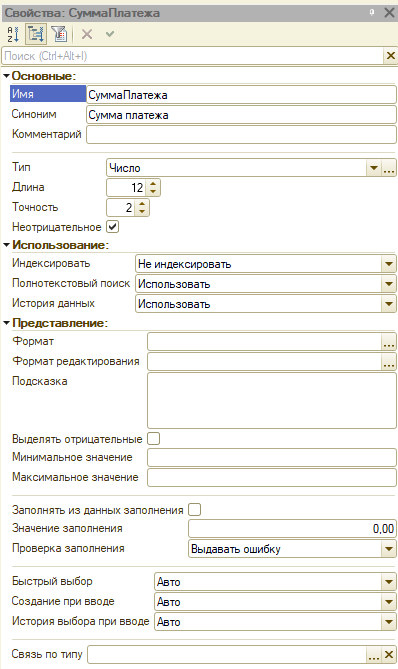 Свойства: СуммаПлатежа
Поиск (Ctrl+Alt+I)
Основные:
Имя СуммаПлатежа
Синоним Сумма платежа
Комментарий
Тип Число
Длина 12
Точность 2
Неотрицательное
Использование:
Индексировать Не индексировать
Полнотекстовый поиск Использовать
История данных Использовать
Представление:
Формат
Формат редактирования
Подсказка
Выделять отрицательные
Минимальное значение
Максимальное значение
Заполнять из данных заполнения
Значение заполнения 0,00
Проверка заполнения Выдавать ошибку
Быстрый выбор Авто
Создание при вводе Авто
История выбора при вводе Авто
Связь по типу